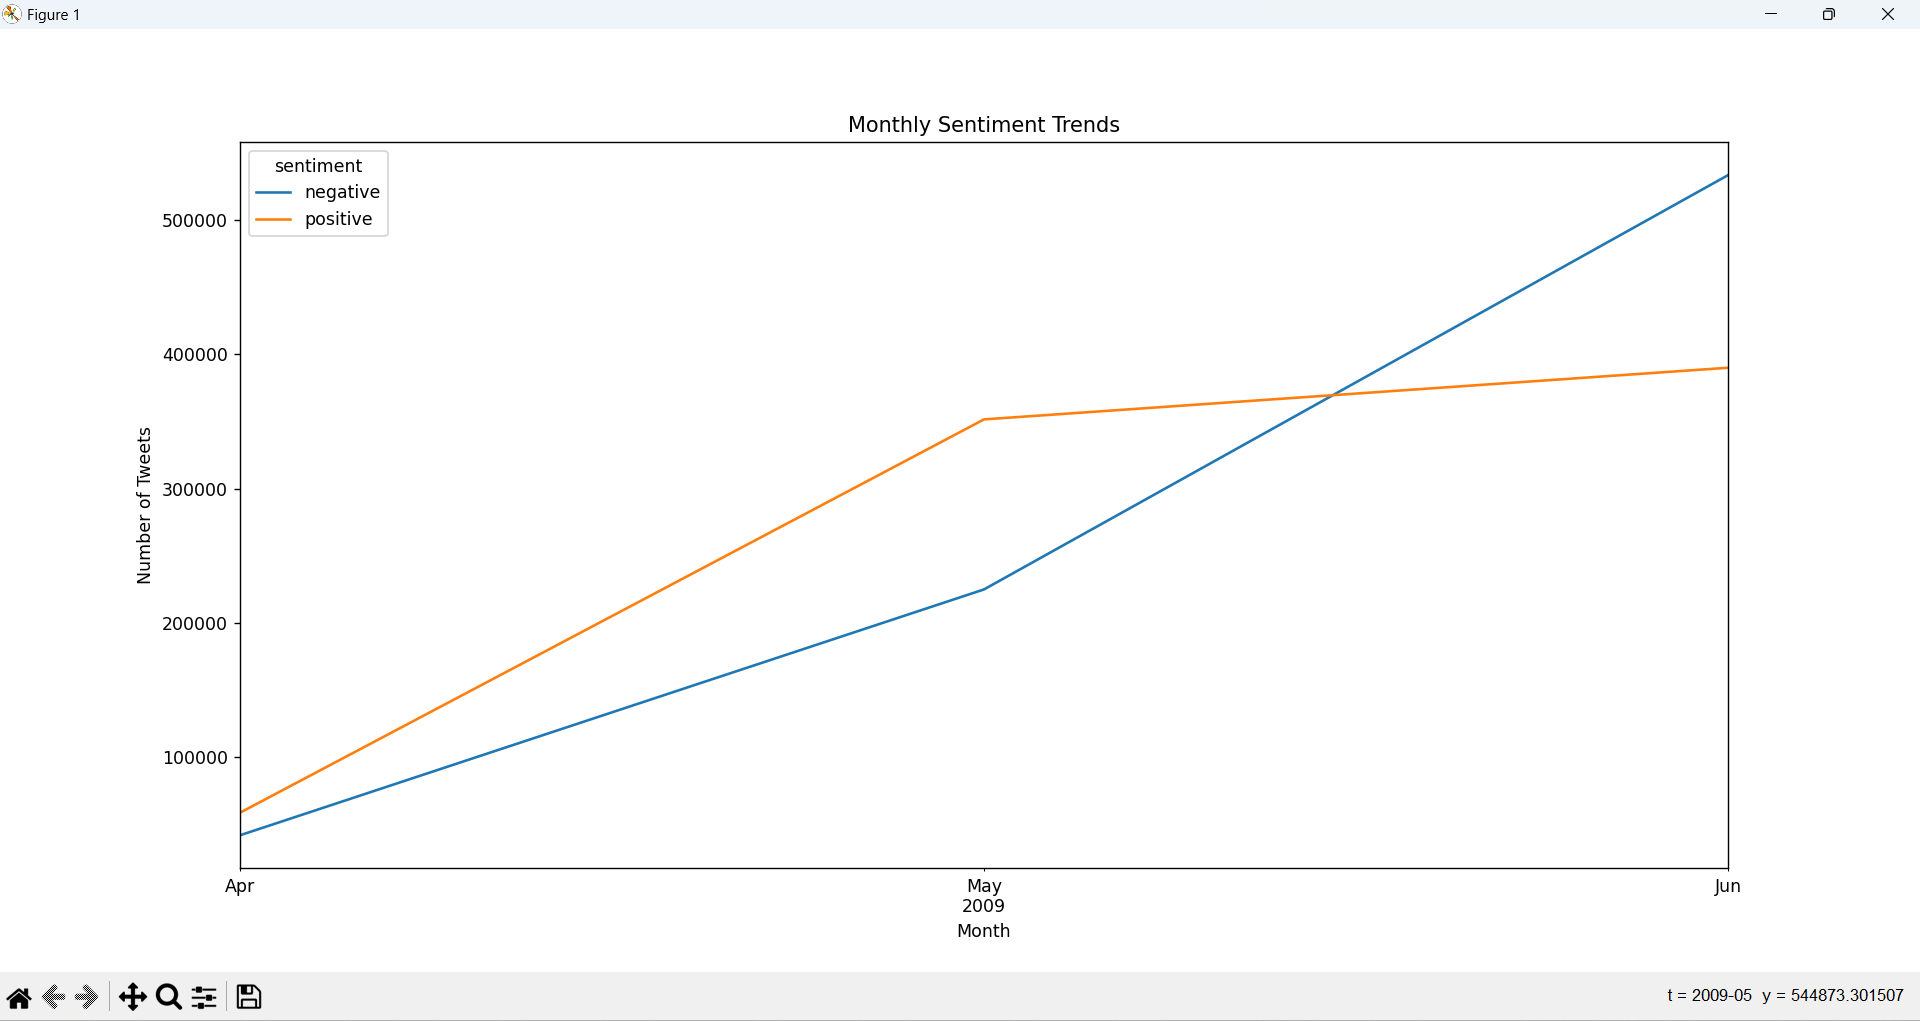 Figure 1
Monthly Sentiment Trends
sentiment
negative
positive
500000
400000
300000
200000
100000
Number of Tweets
Apr
May
Jun
2009
Month
t = 2009-05 y = 544873.301507